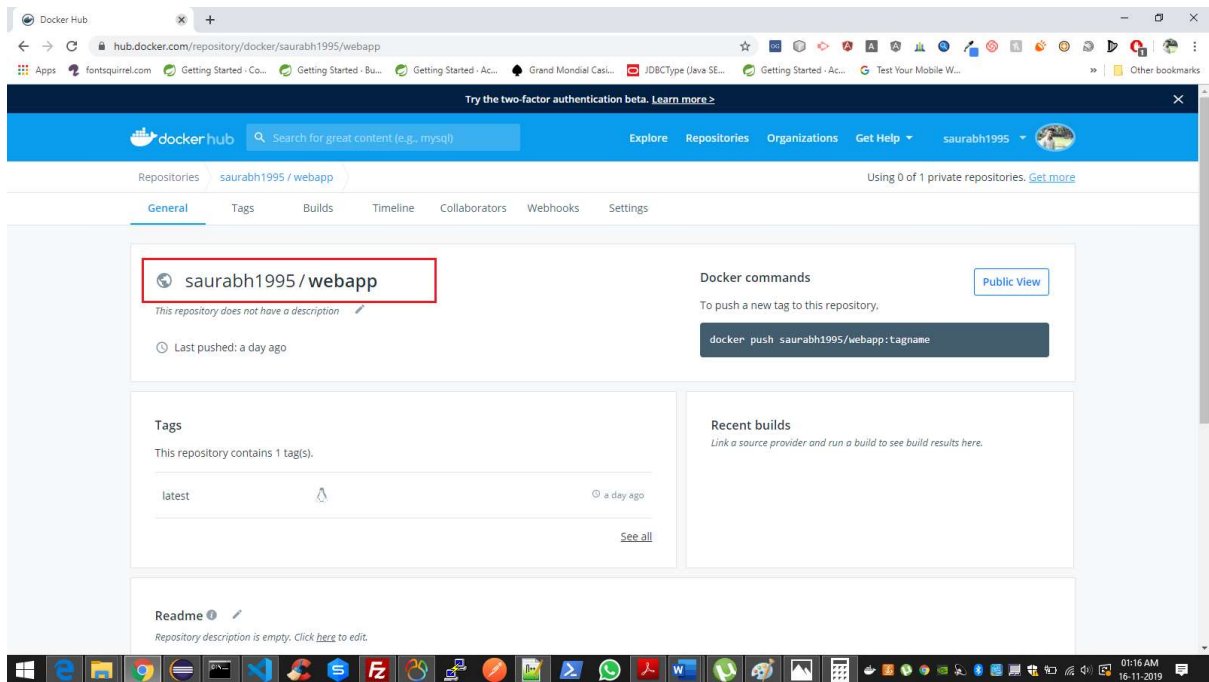 Docker Hub
hub.docker.com/repository/docker/saurabh1995/webapp
Apps fontsquirrel.com Getting Started · Co... Getting Started · Bu... Getting Started · Ac... Grand Mondial Casi... JDBCType (Java SE... Getting Started · Ac... Test Your Mobile W... » Other bookmarks
Try the two-factor authentication beta. Learn more >
docker hub Search for great content (e.g., mysql) Explore Repositories Organizations Get Help saurabh1995
Repositories saurabh1995 / webapp Using 0 of 1 private repositories. Get more
General Tags Builds Timeline Collaborators Webhooks Settings
saurabh1995 / webapp
This repository does not have a description
Last pushed: a day ago
Docker commands
Public View
To push a new tag to this repository,
docker push saurabh1995/webapp:tagname
Tags
This repository contains 1 tag(s).
latest a day ago
See all
Recent builds
Link a source provider and run a build to see build results here.
Readme
Repository description is empty. Click here to edit.
01:16 AM
16-11-2019